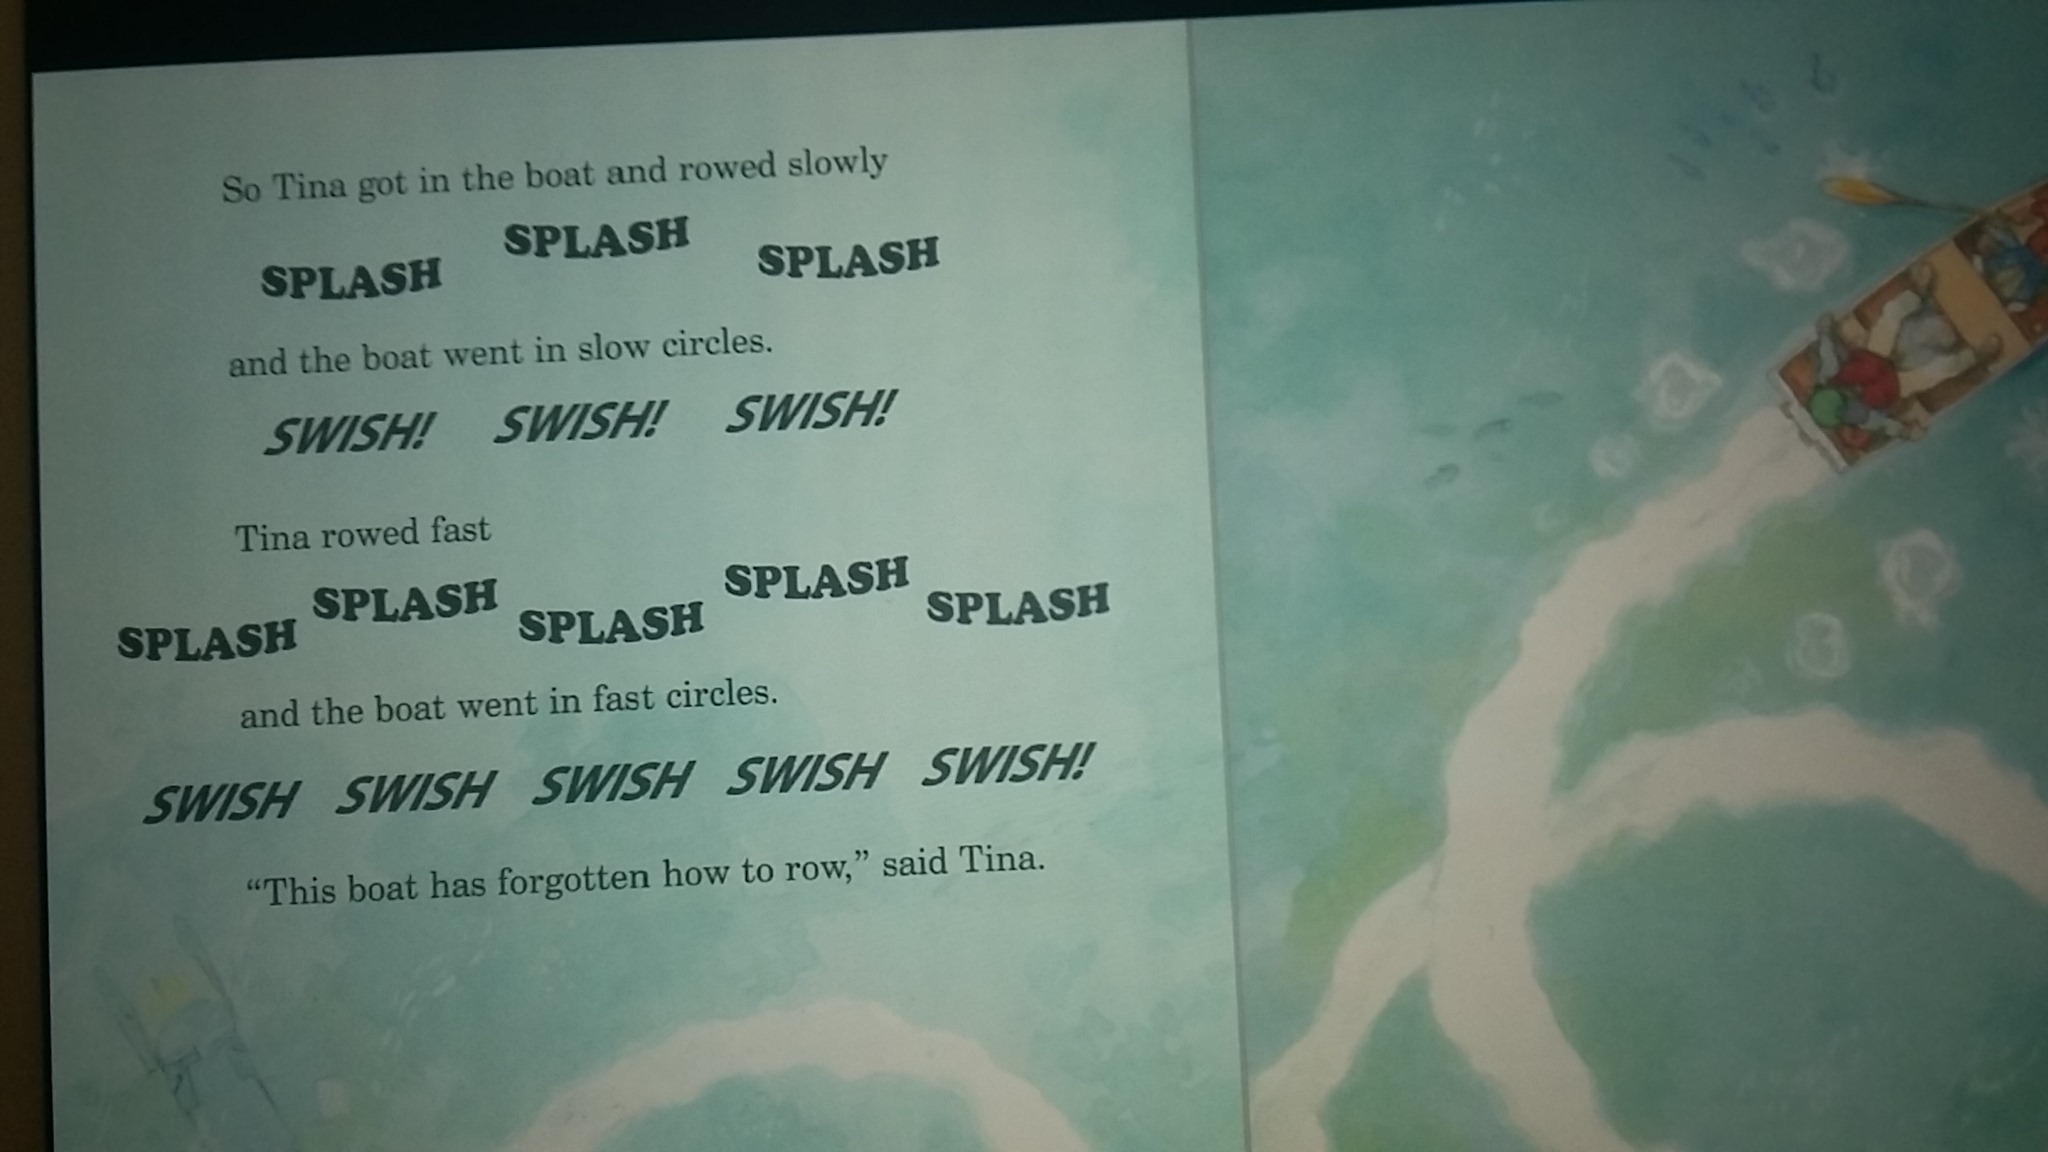 So Tina got in the boat and rowed slowly
SPLASH SPLASH SPLASH
and the boat went in slow circles.
SWISH! SWISH! SWISH!
Tina rowed fast
SPLASH SPLASH SPLASH SPLASH SPLASH
and the boat went in fast circles.
SWISH SWISH SWISH SWISH SWISH!
“This boat has forgotten how to row,” said Tina.